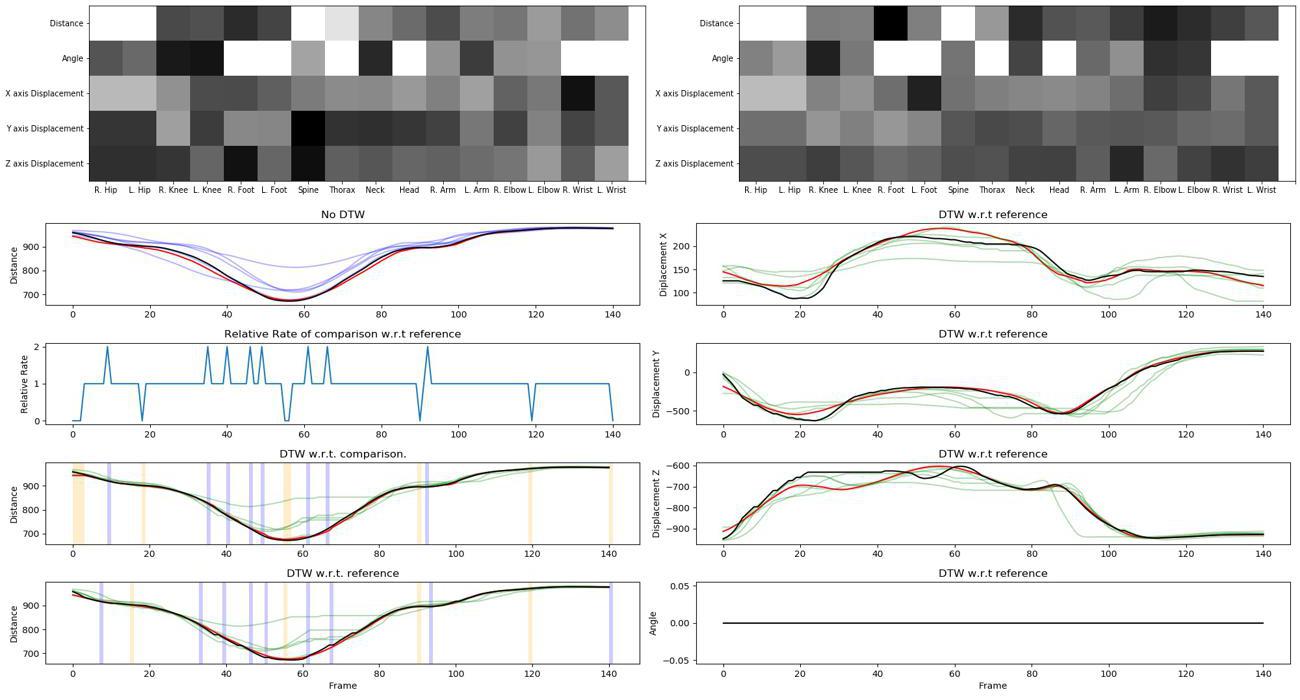 Distance
Angle
X axis Displacement
Y axis Displacement
Z axis Displacement
R. Hip L. Hip R. Knee L. Knee R. Foot L. Foot Spine Thorax Neck Head R. Arm L. Arm R. Elbow L. Elbow R. Wrist L. Wrist
Distance
Angle
X axis Displacement
Y axis Displacement
Z axis Displacement
R. Hip L. Hip R. Knee L. Knee R. Foot L. Foot Spine Thorax Neck Head R. Arm L. Arm R. Elbow L. Elbow R. Wrist L. Wrist
No DTW
Distance
900
800
700
0 20 40 60 80 100 120 140
DTW w.r.t reference
Diplacement X
200
150
100
0 20 40 60 80 100 120 140
Relative Rate of comparison w.r.t reference
Relative Rate
2
1
0
0 20 40 60 80 100 120 140
DTW w.r.t reference
Displacement Y
0
−500
0 20 40 60 80 100 120 140
DTW w.r.t. comparison.
Distance
900
800
700
0 20 40 60 80 100 120 140
DTW w.r.t reference
Displacement Z
−600
−700
−800
−900
0 20 40 60 80 100 120 140
DTW w.r.t. reference
Distance
900
800
700
0 20 40 60 80 100 120 140
Frame
DTW w.r.t reference
Angle
0.05
0.00
−0.05
0 20 40 60 80 100 120 140
Frame